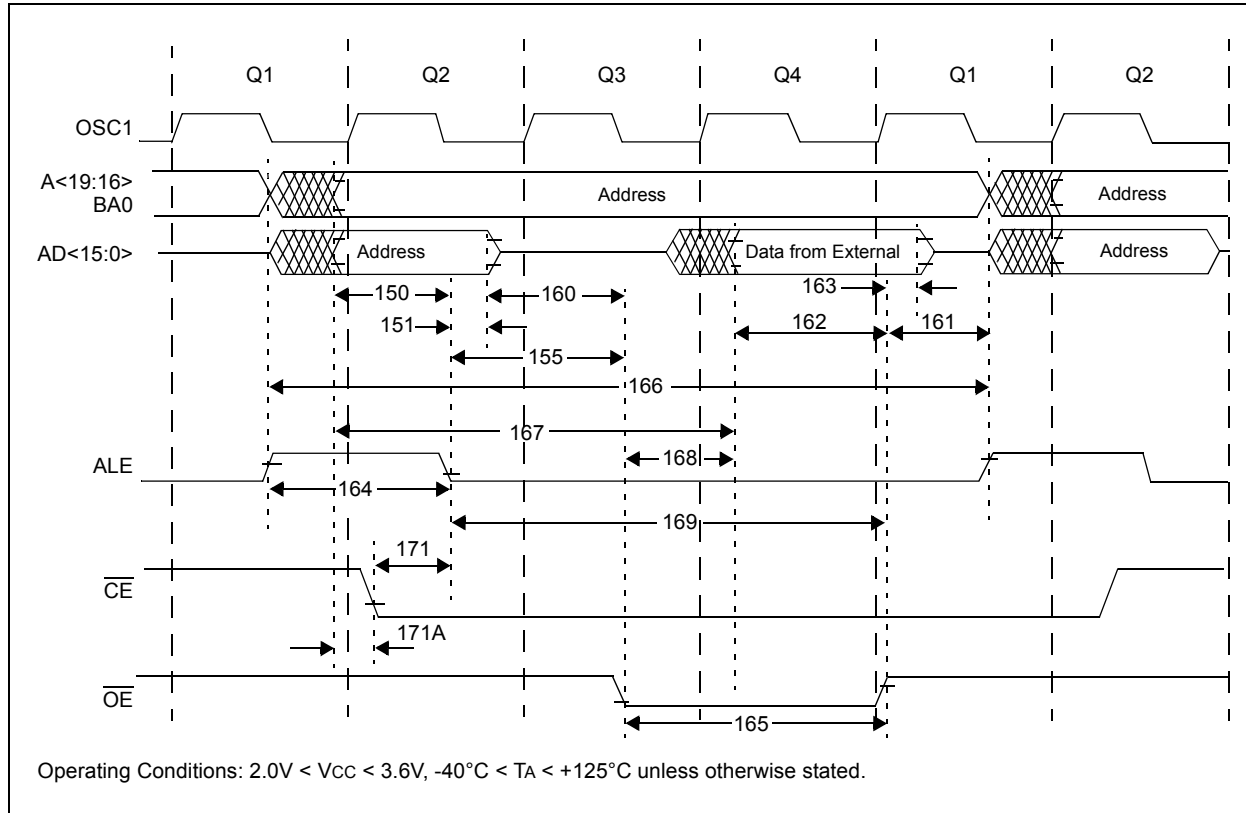 Q1 Q2 Q3 Q4 Q1 Q2
OSC1
A<19:16>
BA0
Address
Address
AD<15:0>
Address
Data from External
Address
150
160
163
151
162
161
155
166
167
ALE
168
164
169
171
CE
171A
OE
165
Operating Conditions: 2.0V < VCC < 3.6V, -40°C < TA < +125°C unless otherwise stated.